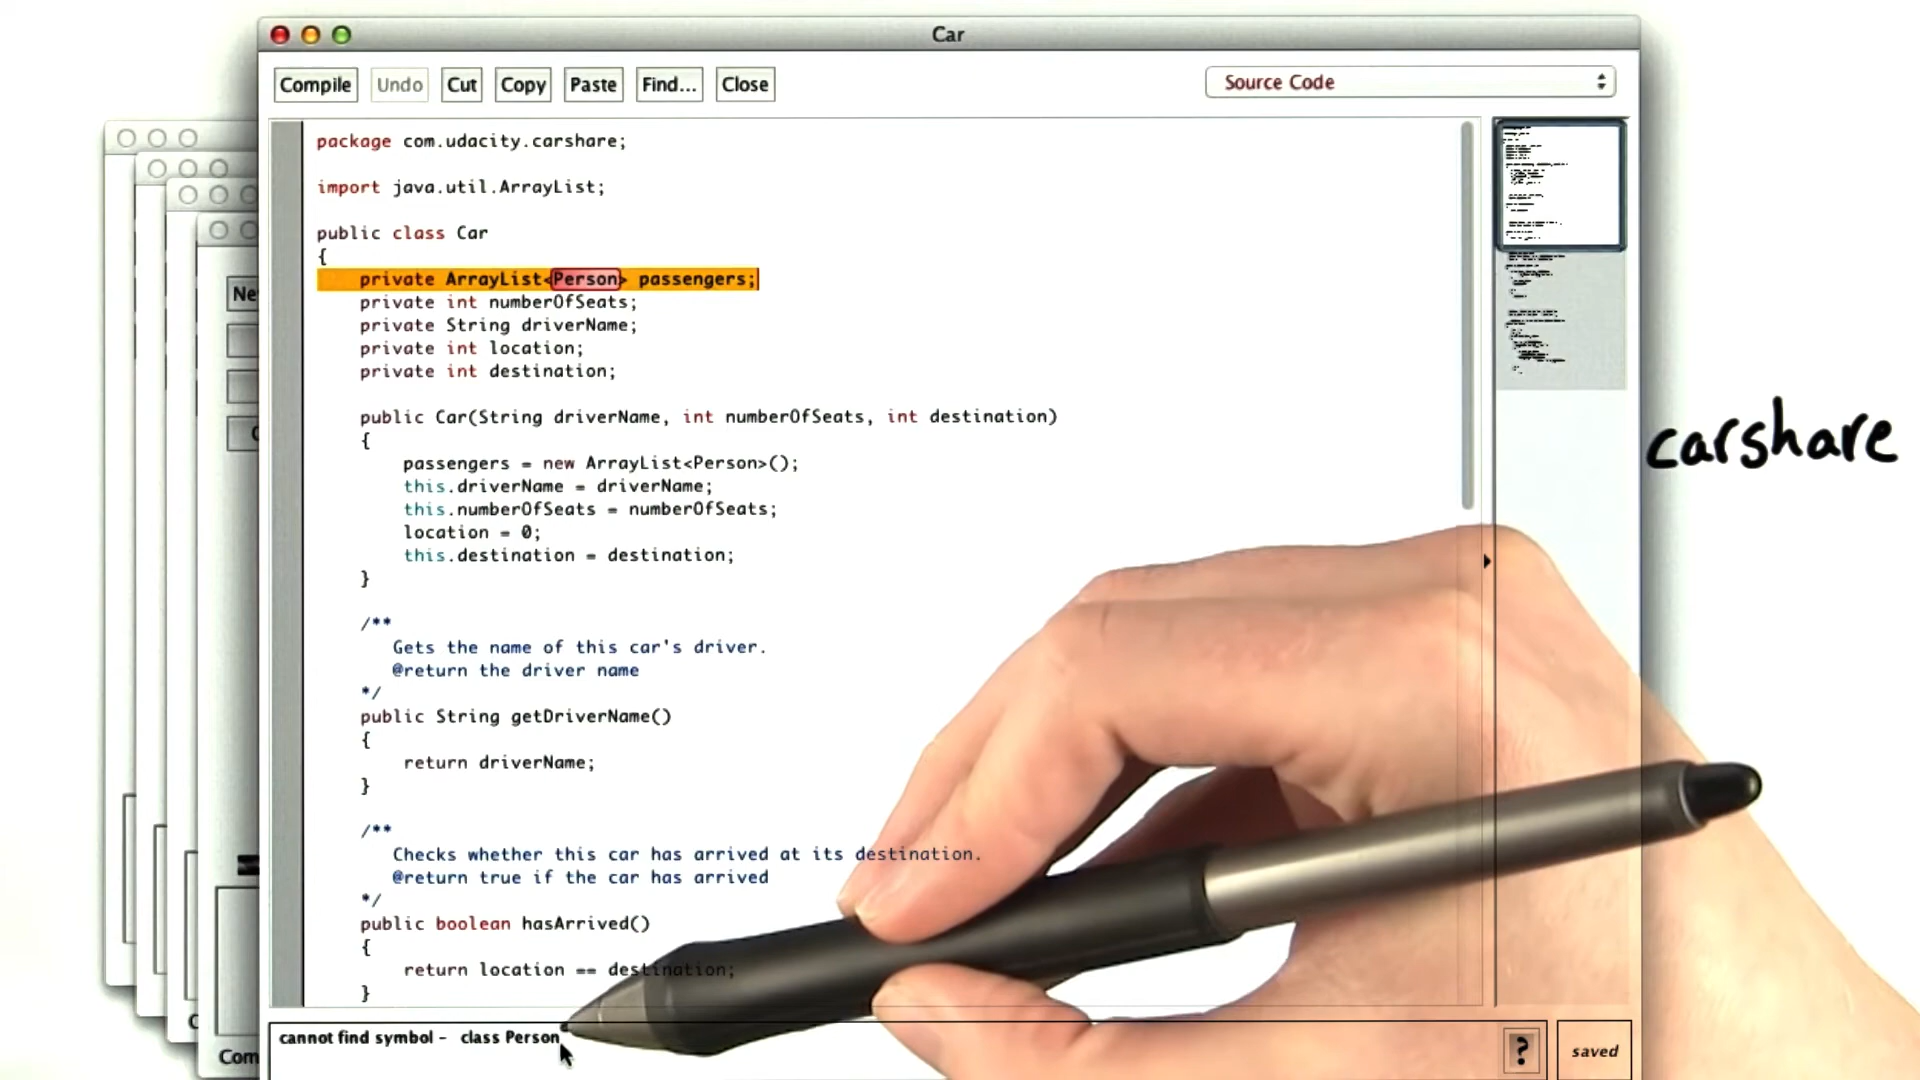 Car
Compile Undo Cut Copy Paste Find... Close Source Code
package com.udacity.carshare;
import java.util.ArrayList;
public class Car
{
private ArrayList<Person> passengers;
private int numberOfSeats;
private String driverName;
private int location;
private int destination;
public Car(String driverName, int numberOfSeats, int destination)
{
passengers = new ArrayList<Person>();
this.driverName = driverName;
this.numberOfSeats = numberOfSeats;
location = 0;
this.destination = destination;
}
/**
Gets the name of this car's driver.
@return the driver name
*/
public String getDriverName()
{
return driverName;
}
/**
Checks whether this car has arrived at its destination.
@return true if the car has arrived
*/
public boolean hasArrived()
{
return location == destination;
}
cannot find symbol - class Person
? saved
carshare
Com